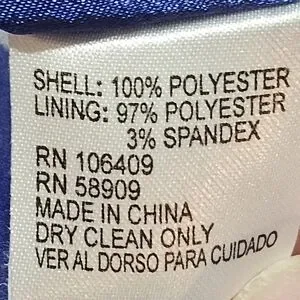 SHELL: 100% POLYESTER
LINING: 97% POLYESTER
3% SPANDEX
RN 106409
RN 58909
MADE IN CHINA
DRY CLEAN ONLY
VER AL DORSO PARA CUIDADO